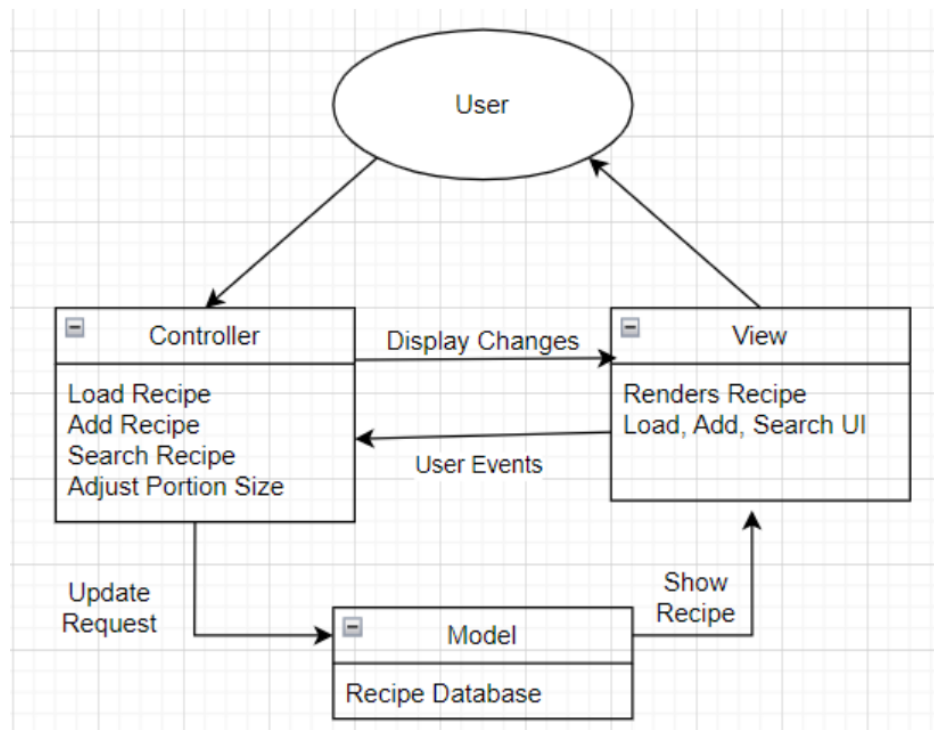 User
Controller
Load Recipe
Add Recipe
Search Recipe
Adjust Portion Size
Display Changes
User Events
View
Renders Recipe
Load, Add, Search UI
Update
Request
Show
Recipe
Model
Recipe Database